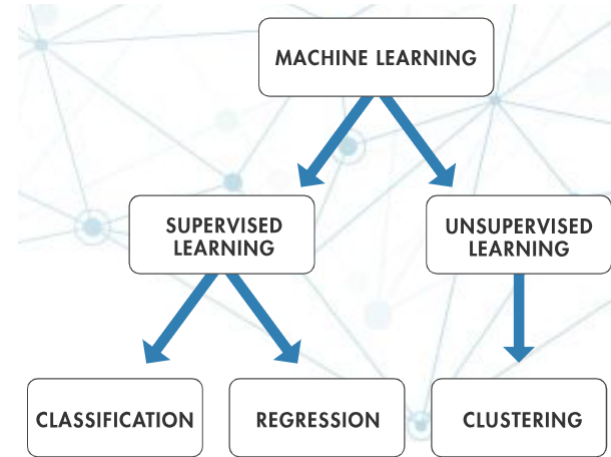 MACHINE LEARNING
SUPERVISED
LEARNING
UNSUPERVISED
LEARNING
CLASSIFICATION
REGRESSION
CLUSTERING